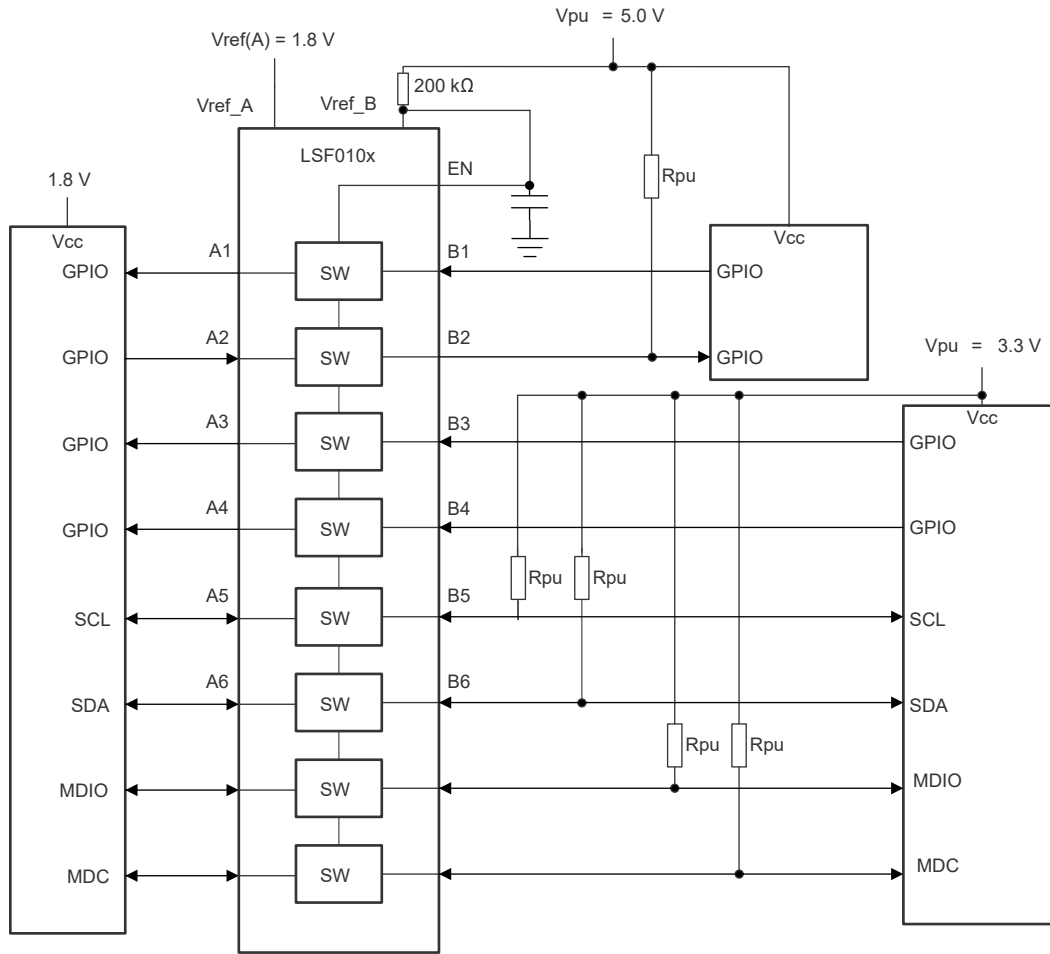 Vpu = 5.0 V
Vref(A) = 1.8 V
200 kΩ
Vref_A
Vref_B
LSF010x
EN
Rpu
1.8 V
Vcc
Vcc
GPIO
A1
SW
B1
GPIO
GPIO
A2
SW
B2
GPIO
Vpu = 3.3 V
Vcc
GPIO
A3
SW
B3
GPIO
GPIO
A4
SW
B4
GPIO
Rpu
Rpu
SCL
A5
SW
B5
SCL
SDA
A6
SW
B6
SDA
Rpu
Rpu
MDIO
SW
MDIO
MDC
SW
MDC